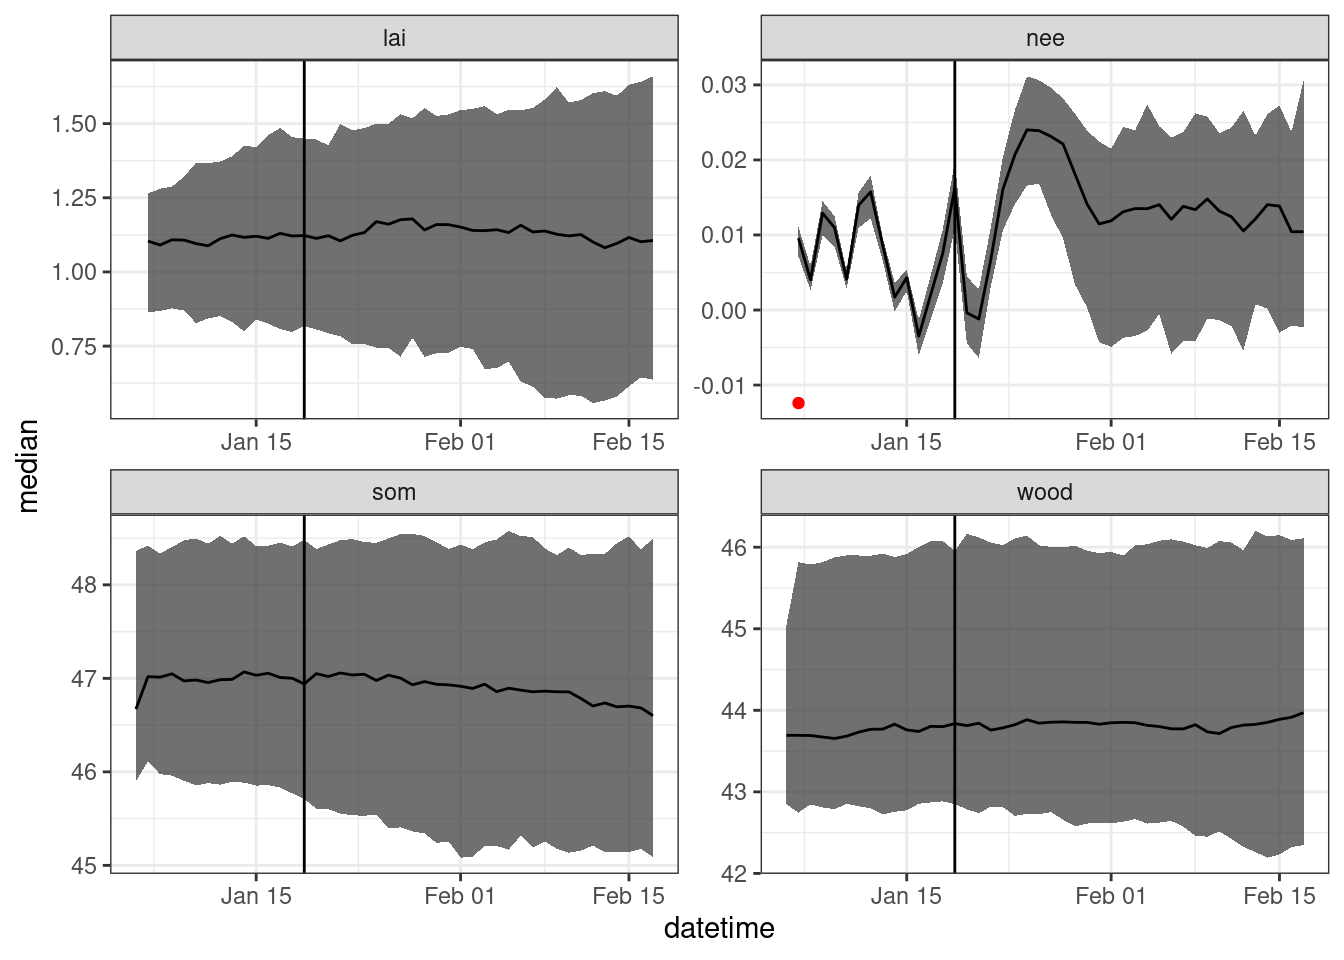 lai
nee
1.50
1.25
1.00
0.75
0.03
0.02
0.01
0.00
-0.01
Jan 15 Feb 01 Feb 15
Jan 15 Feb 01 Feb 15
median
som
wood
48
47
46
45
46
45
44
43
42
Jan 15 Feb 01 Feb 15
Jan 15 Feb 01 Feb 15
datetime